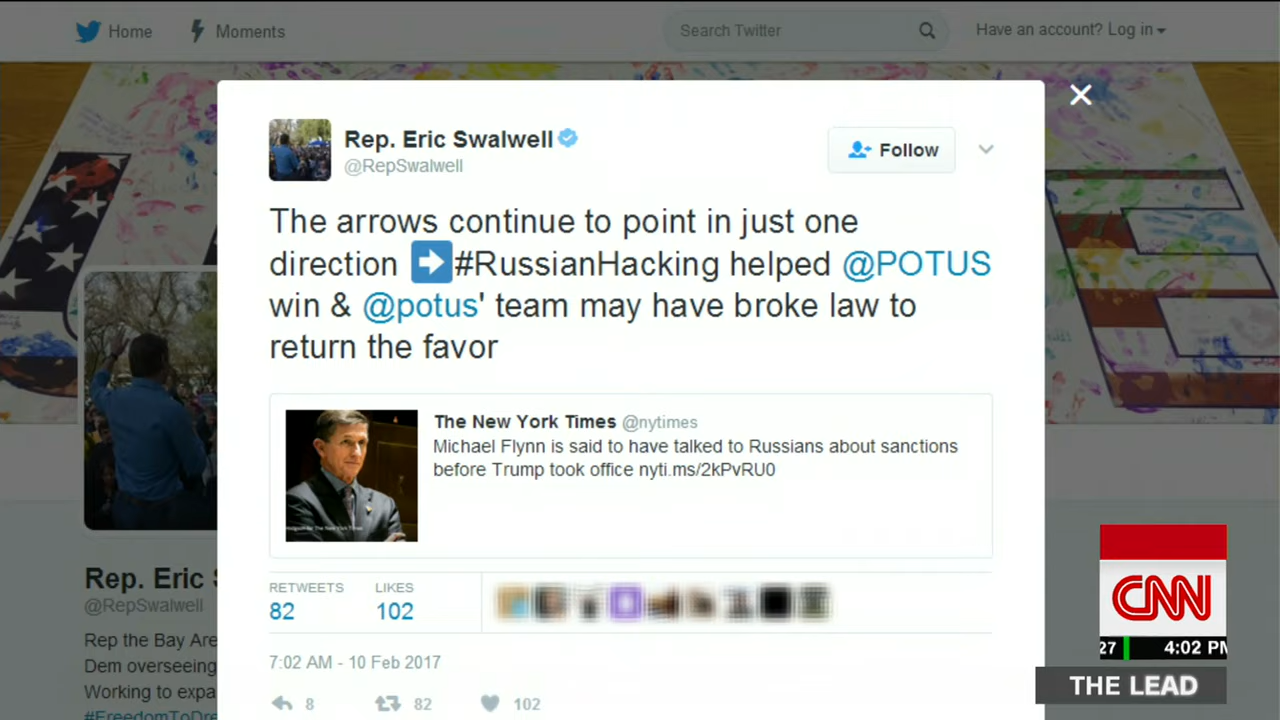 Home
Moments
Search Twitter
Have an account? Log in
Rep. Eric Swalwell
@RepSwalwell
Follow
The arrows continue to point in just one
direction ➡️#RussianHacking helped @POTUS
win & @potus' team may have broke law to
return the favor
The New York Times @nytimes
Michael Flynn is said to have talked to Russians about sanctions
before Trump took office nyti.ms/2kPvRU0
RETWEETS
82
LIKES
102
7:02 AM - 10 Feb 2017
8
82
102
Rep. Eric
@RepSwalwell
Rep the Bay Are
Dem overseeing
Working to expa
#FreedomToDre
CNN
27
4:02 PM
THE LEAD